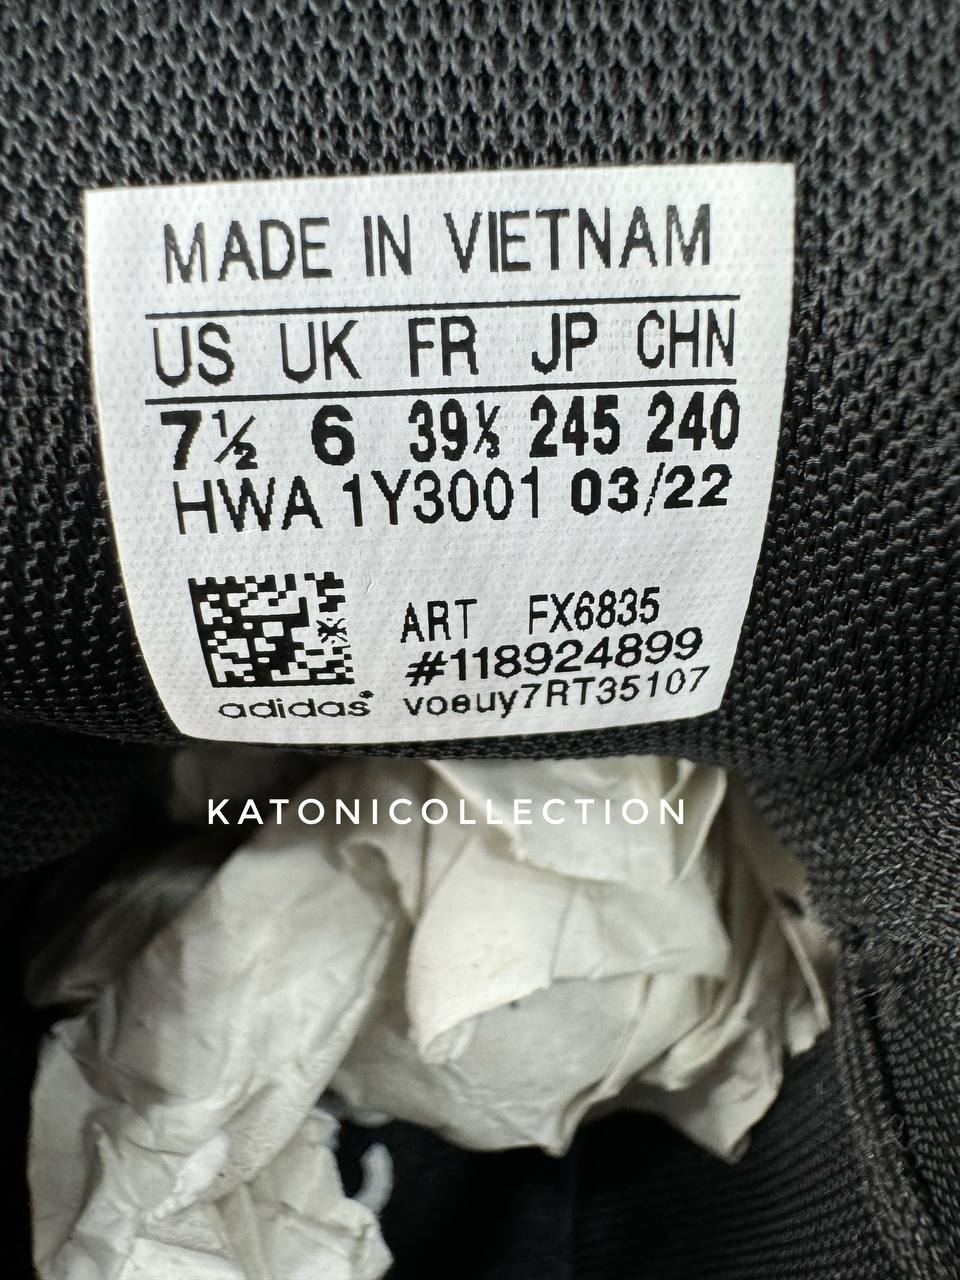 MADE IN VIETNAM
US UK FR JP CHN
7½ 6 39⅓ 245 240
HWA 1Y3001 03/22
ART FX6835
#118924899
adidas voeuy7RT35107
KATONICOLLECTION